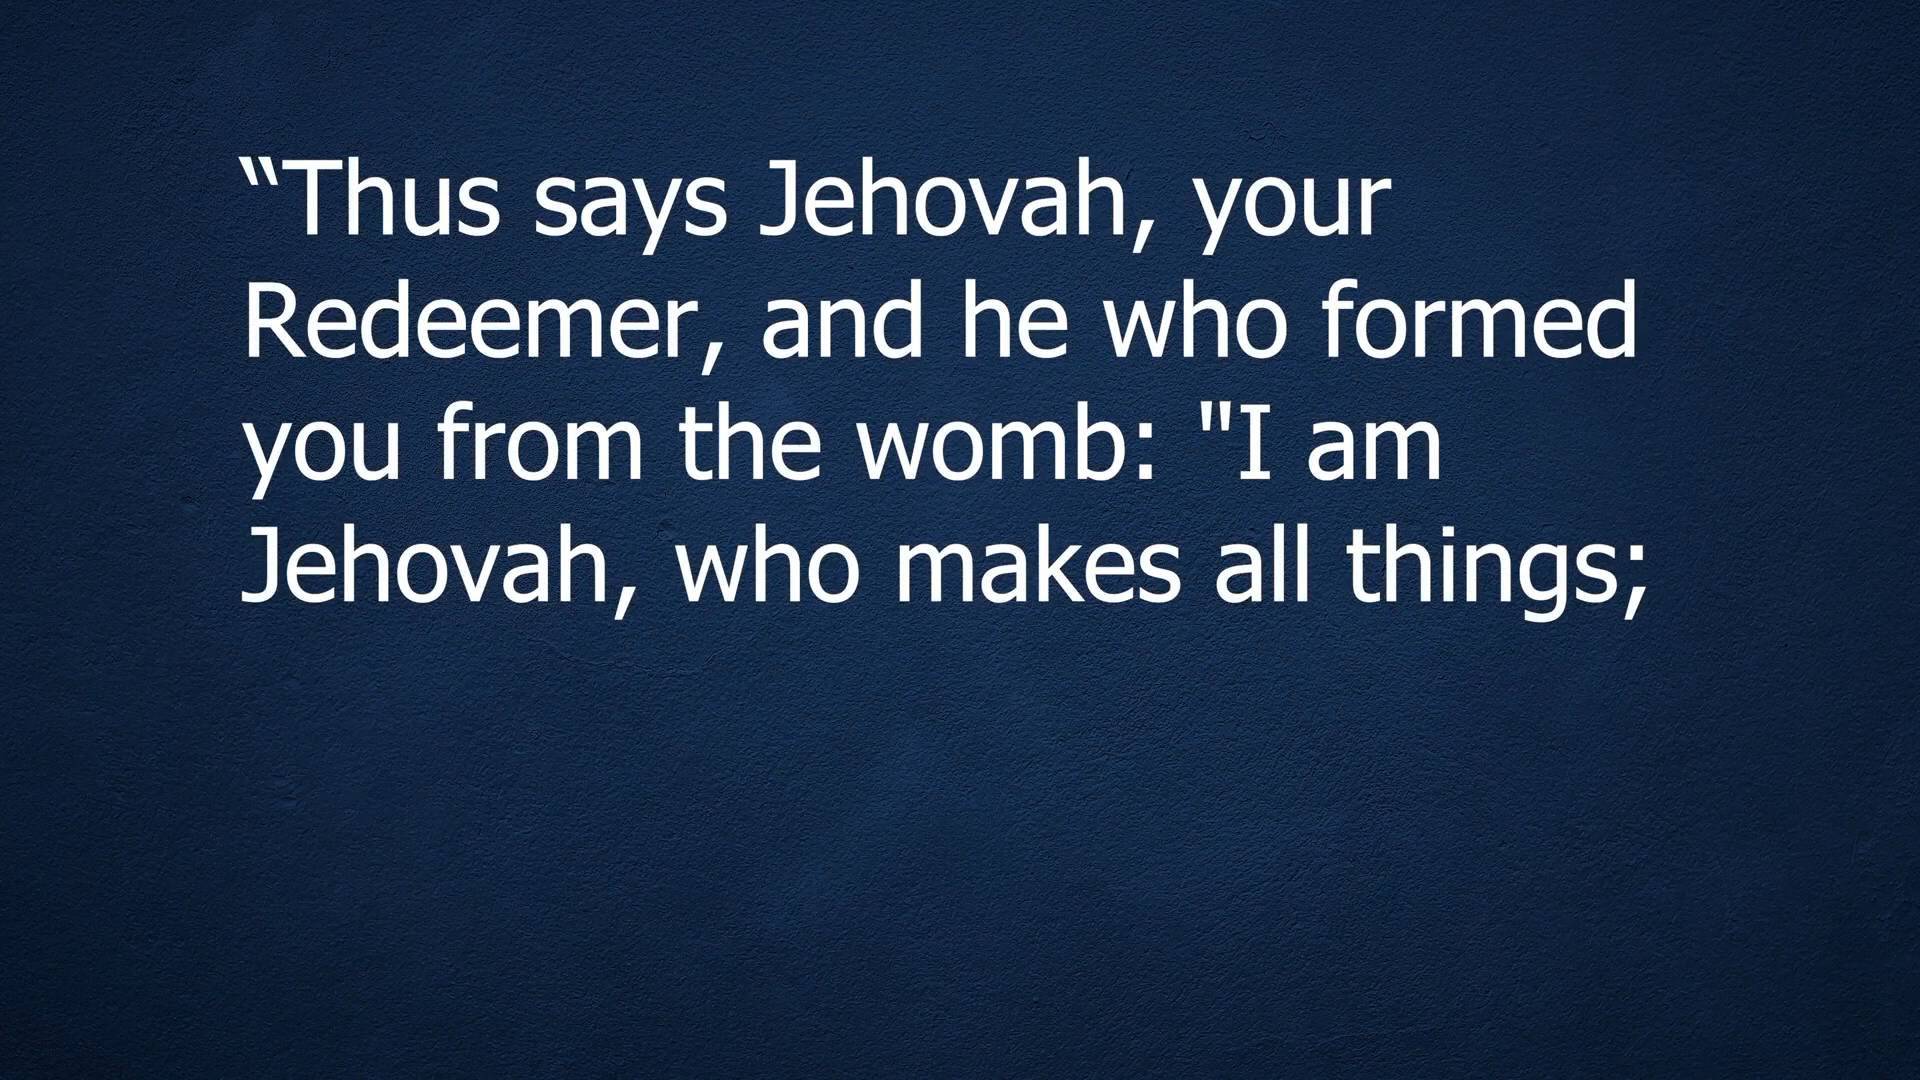 “Thus says Jehovah, your
Redeemer, and he who formed
you from the womb: "I am
Jehovah, who makes all things;